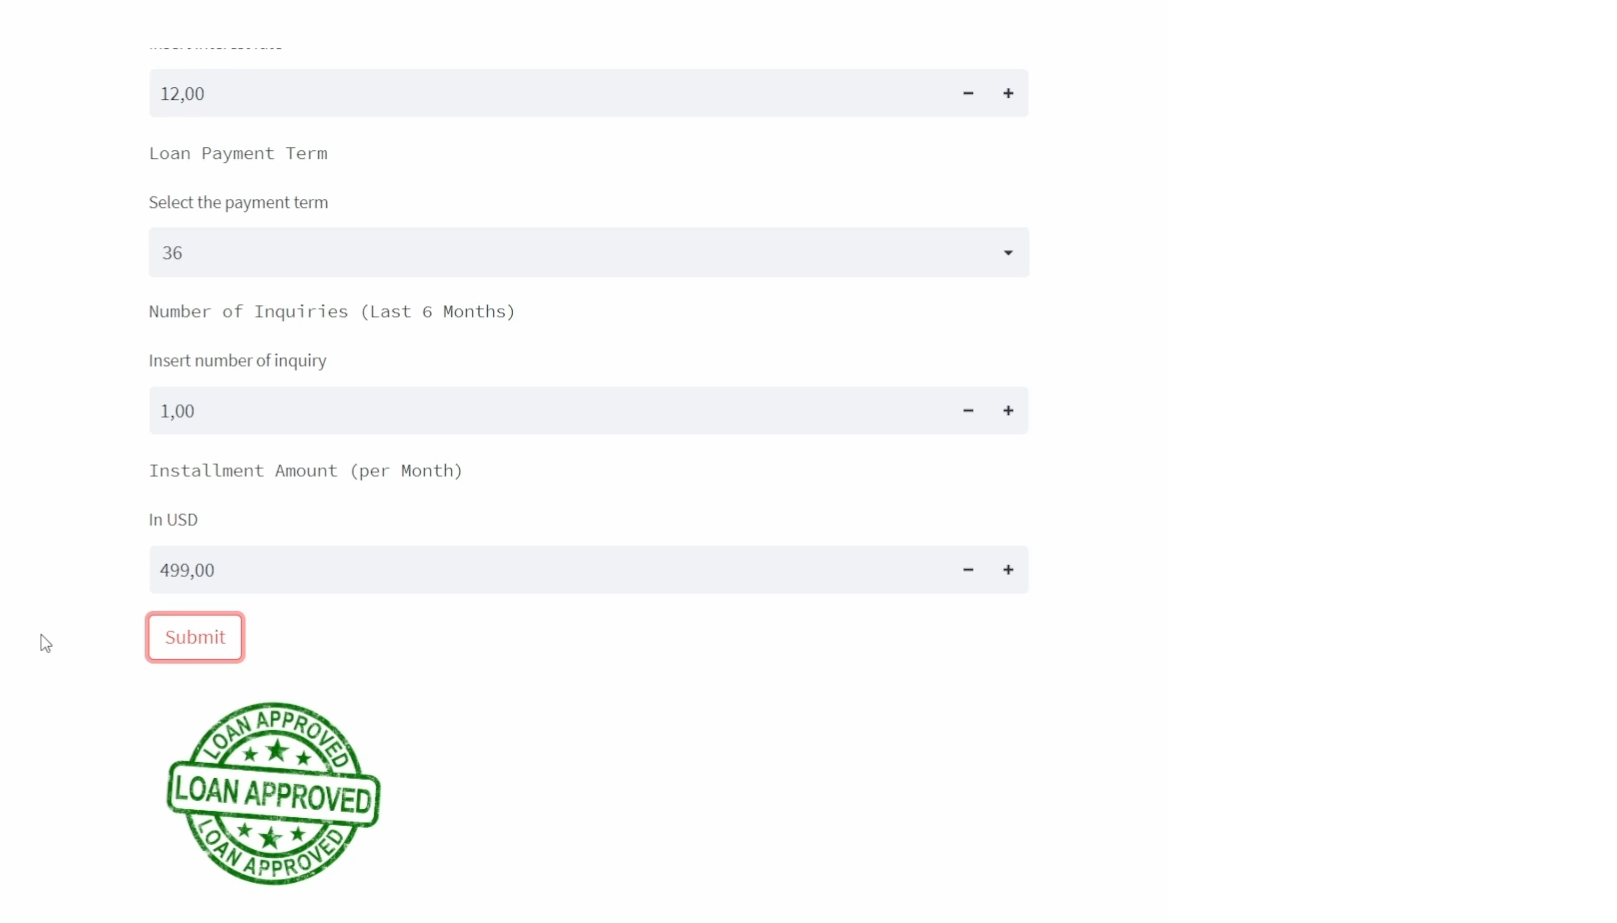 12,00
Loan Payment Term
Select the payment term
36
Number of Inquiries (Last 6 Months)
Insert number of inquiry
1,00
Installment Amount (per Month)
In USD
499,00
Submit
LOAN APPROVED
LOAN APPROVED
LOAN APPROVED